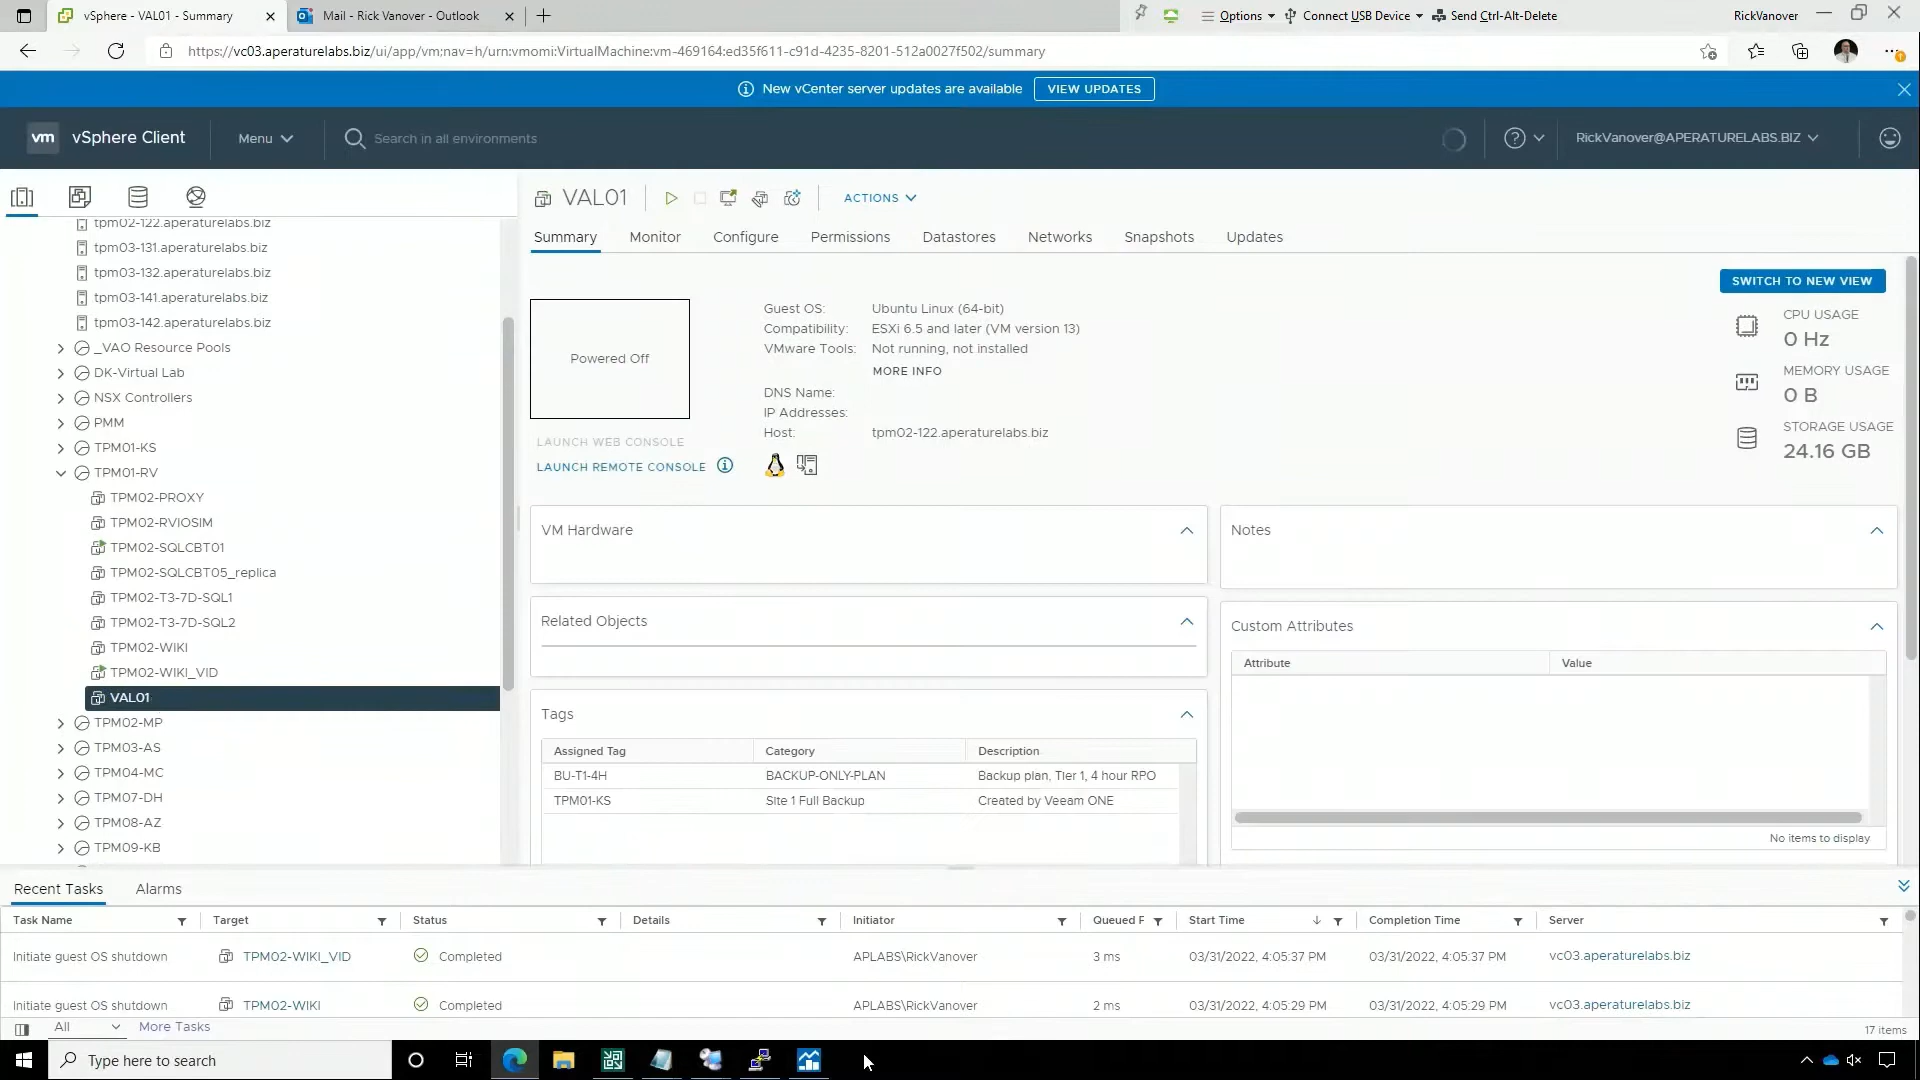 vSphere - VAL01 - Summary
Mail - Rick Vanover - Outlook
Options
Connect USB Device
Send Ctrl-Alt-Delete
RickVanover
https://vc03.aperaturelabs.biz/ui/app/vm;nav=h/urn:vmomi:VirtualMachine:vm-469164:ed35f611-c91d-4235-8201-512a0027f502/summary
New vCenter server updates are available
VIEW UPDATES
vm
vSphere Client
Menu
Search in all environments
RickVanover@APERATURELABS.BIZ
tpm02-122.aperaturelabs.biz
tpm03-131.aperaturelabs.biz
tpm03-132.aperaturelabs.biz
tpm03-141.aperaturelabs.biz
tpm03-142.aperaturelabs.biz
_VAO Resource Pools
DK-Virtual Lab
NSX Controllers
PMM
TPM01-KS
TPM01-RV
TPM02-PROXY
TPM02-RVIOSIM
TPM02-SQLCBT01
TPM02-SQLCBT05_replica
TPM02-T3-7D-SQL1
TPM02-T3-7D-SQL2
TPM02-WIKI
TPM02-WIKI_VID
VAL01
TPM02-MP
TPM03-AS
TPM04-MC
TPM07-DH
TPM08-AZ
TPM09-KB
VAL01
ACTIONS
Summary
Monitor
Configure
Permissions
Datastores
Networks
Snapshots
Updates
SWITCH TO NEW VIEW
Powered Off
LAUNCH WEB CONSOLE
LAUNCH REMOTE CONSOLE
Guest OS: Ubuntu Linux (64-bit)
Compatibility: ESXi 6.5 and later (VM version 13)
VMware Tools: Not running, not installed
MORE INFO
DNS Name:
IP Addresses:
Host: tpm02-122.aperaturelabs.biz
CPU USAGE
0 Hz
MEMORY USAGE
0 B
STORAGE USAGE
24.16 GB
VM Hardware
Related Objects
Tags
Assigned Tag Category Description
BU-T1-4H BACKUP-ONLY-PLAN Backup plan, Tier 1, 4 hour RPO
TPM01-KS Site 1 Full Backup Created by Veeam ONE
Notes
Custom Attributes
Attribute Value
No items to display
Recent Tasks
Alarms
Task Name Target Status Details Initiator Queued F Start Time Completion Time Server
Initiate guest OS shutdown TPM02-WIKI_VID Completed APLABS\RickVanover 3 ms 03/31/2022, 4:05:37 PM 03/31/2022, 4:05:37 PM vc03.aperaturelabs.biz
Initiate guest OS shutdown TPM02-WIKI Completed APLABS\RickVanover 2 ms 03/31/2022, 4:05:29 PM 03/31/2022, 4:05:29 PM vc03.aperaturelabs.biz
All
More Tasks
17 items
Type here to search